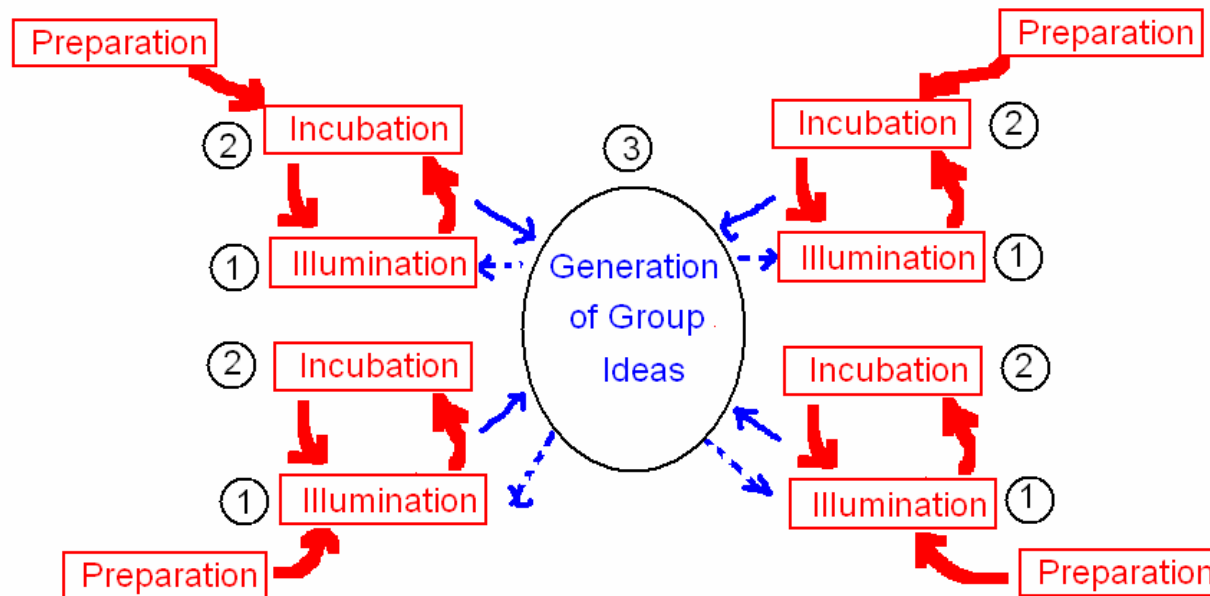 Preparation
Preparation
Incubation
2
Incubation
2
3
1
Illumination
Illumination
1
Generation
of Group
Ideas
2
Incubation
Incubation
2
1
Illumination
Illumination
1
Preparation
Preparation